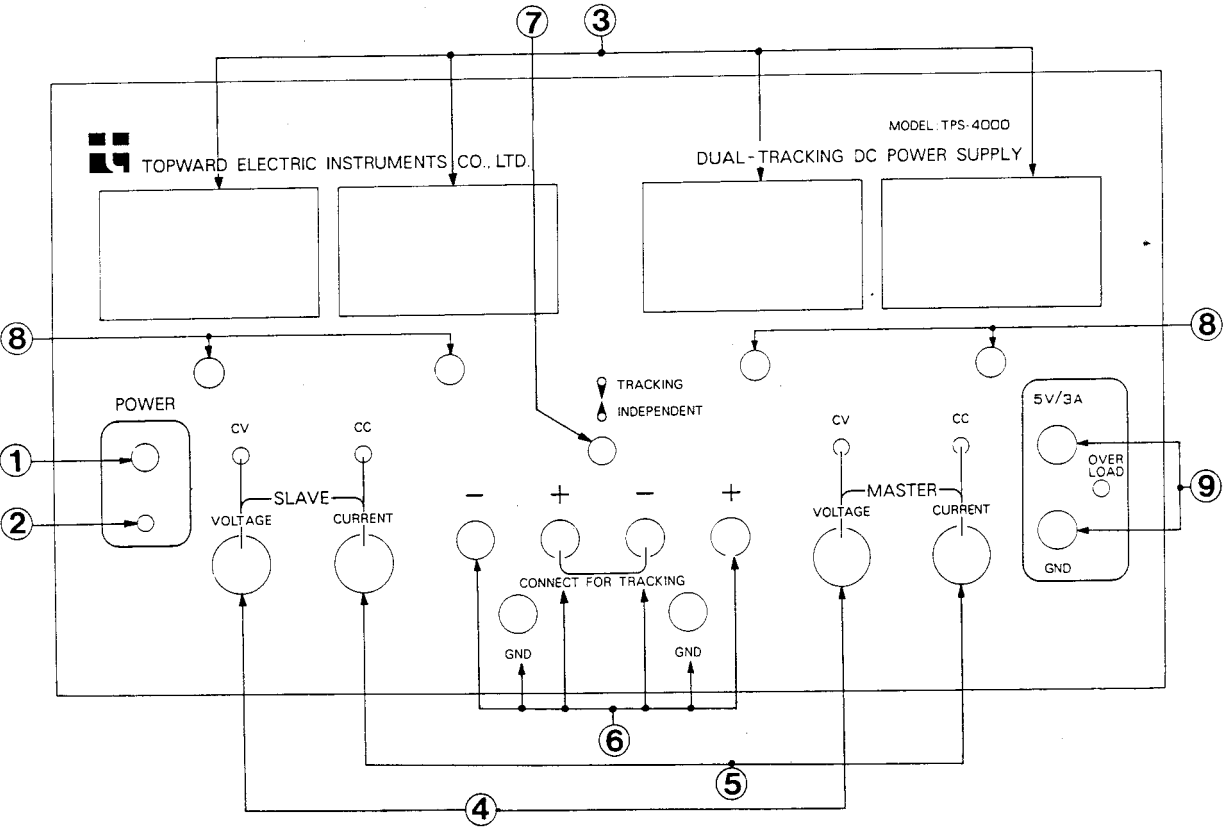 ⑦ ③
MODEL: TPS-4000
TOPWARD ELECTRIC INSTRUMENTS CO., LTD.
DUAL-TRACKING DC POWER SUPPLY
⑧ ⑧
TRACKING
INDEPENDENT
POWER
5V/3A
CV CC
CV CC
①
OVER
LOAD
⑨
SLAVE
MASTER
− + − +
②
VOLTAGE CURRENT
VOLTAGE CURRENT
GND
CONNECT FOR TRACKING
GND GND
⑥
⑤
④